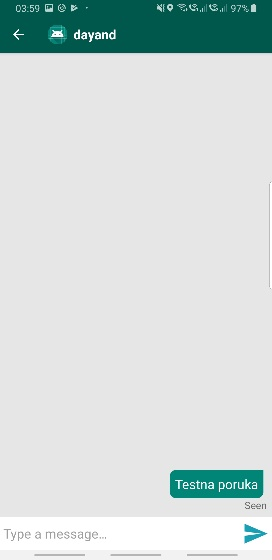 03:59 97%
dayand
Testna poruka
Seen
Type a message...